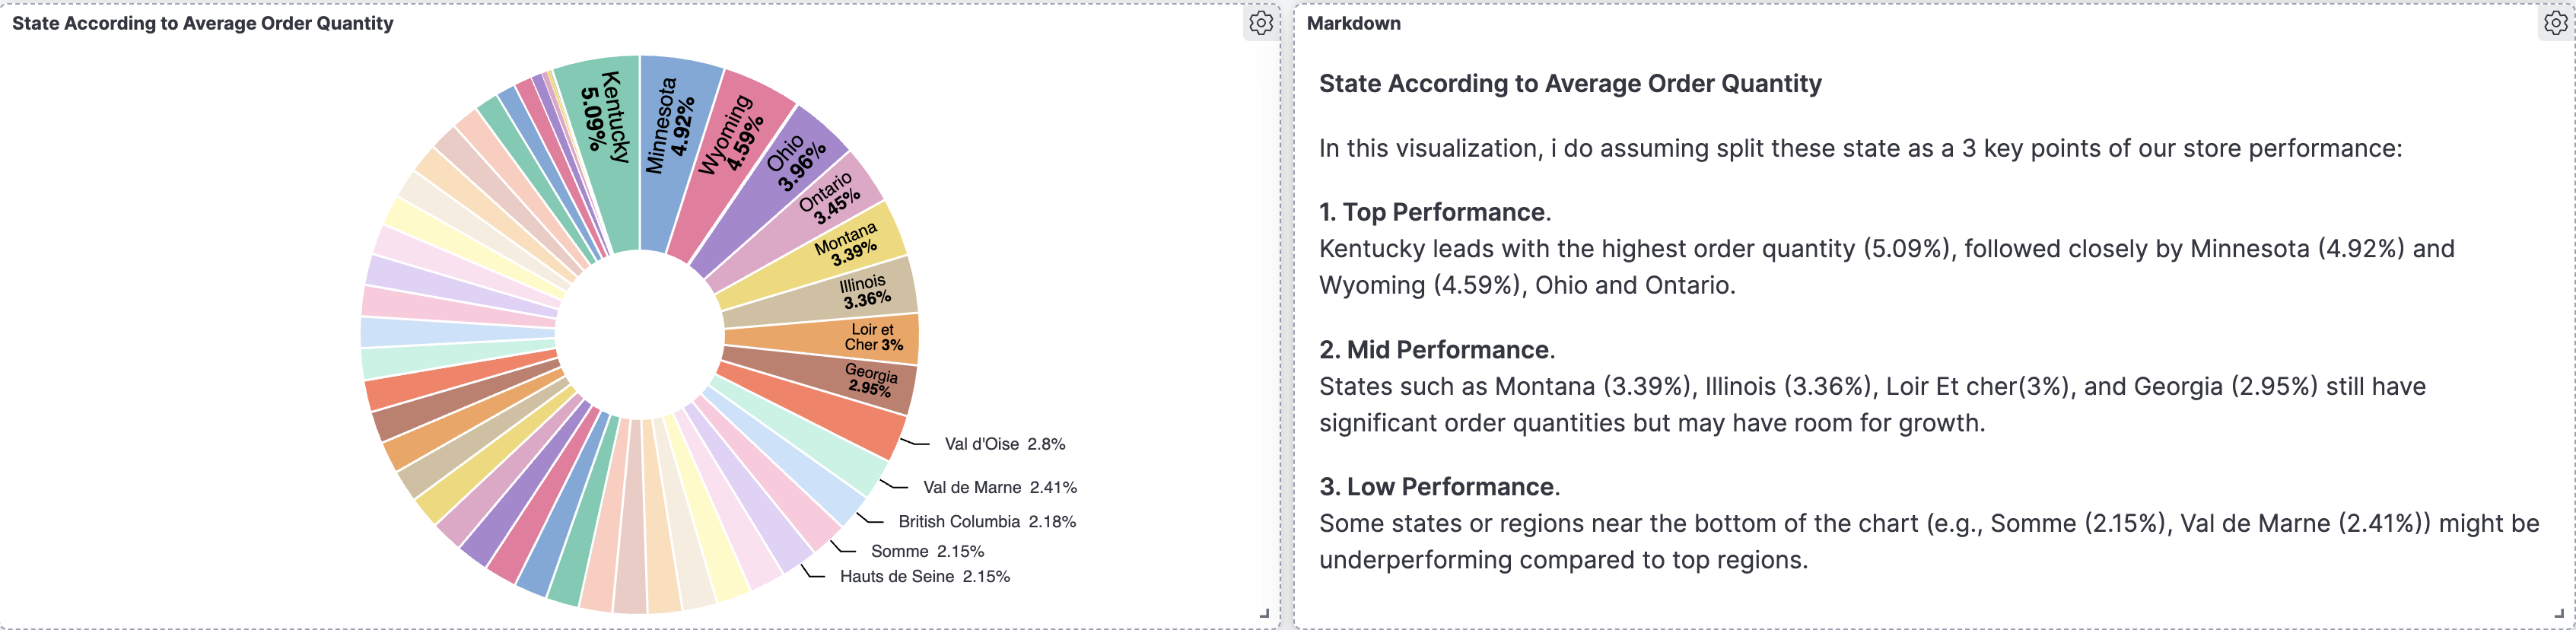 State According to Average Order Quantity
Kentucky
5.09%
Minnesota
4.92%
Wyoming
4.59%
Ohio
3.96%
Ontario
3.45%
Montana
3.39%
Illinois
3.36%
Loir et
Cher 3%
Georgia
2.95%
Val d'Oise 2.8%
Val de Marne 2.41%
British Columbia 2.18%
Somme 2.15%
Hauts de Seine 2.15%
Markdown
State According to Average Order Quantity
In this visualization, i do assuming split these state as a 3 key points of our store performance:
1. Top Performance.
Kentucky leads with the highest order quantity (5.09%), followed closely by Minnesota (4.92%) and
Wyoming (4.59%), Ohio and Ontario.
2. Mid Performance.
States such as Montana (3.39%), Illinois (3.36%), Loir Et cher(3%), and Georgia (2.95%) still have
significant order quantities but may have room for growth.
3. Low Performance.
Some states or regions near the bottom of the chart (e.g., Somme (2.15%), Val de Marne (2.41%)) might be
underperforming compared to top regions.